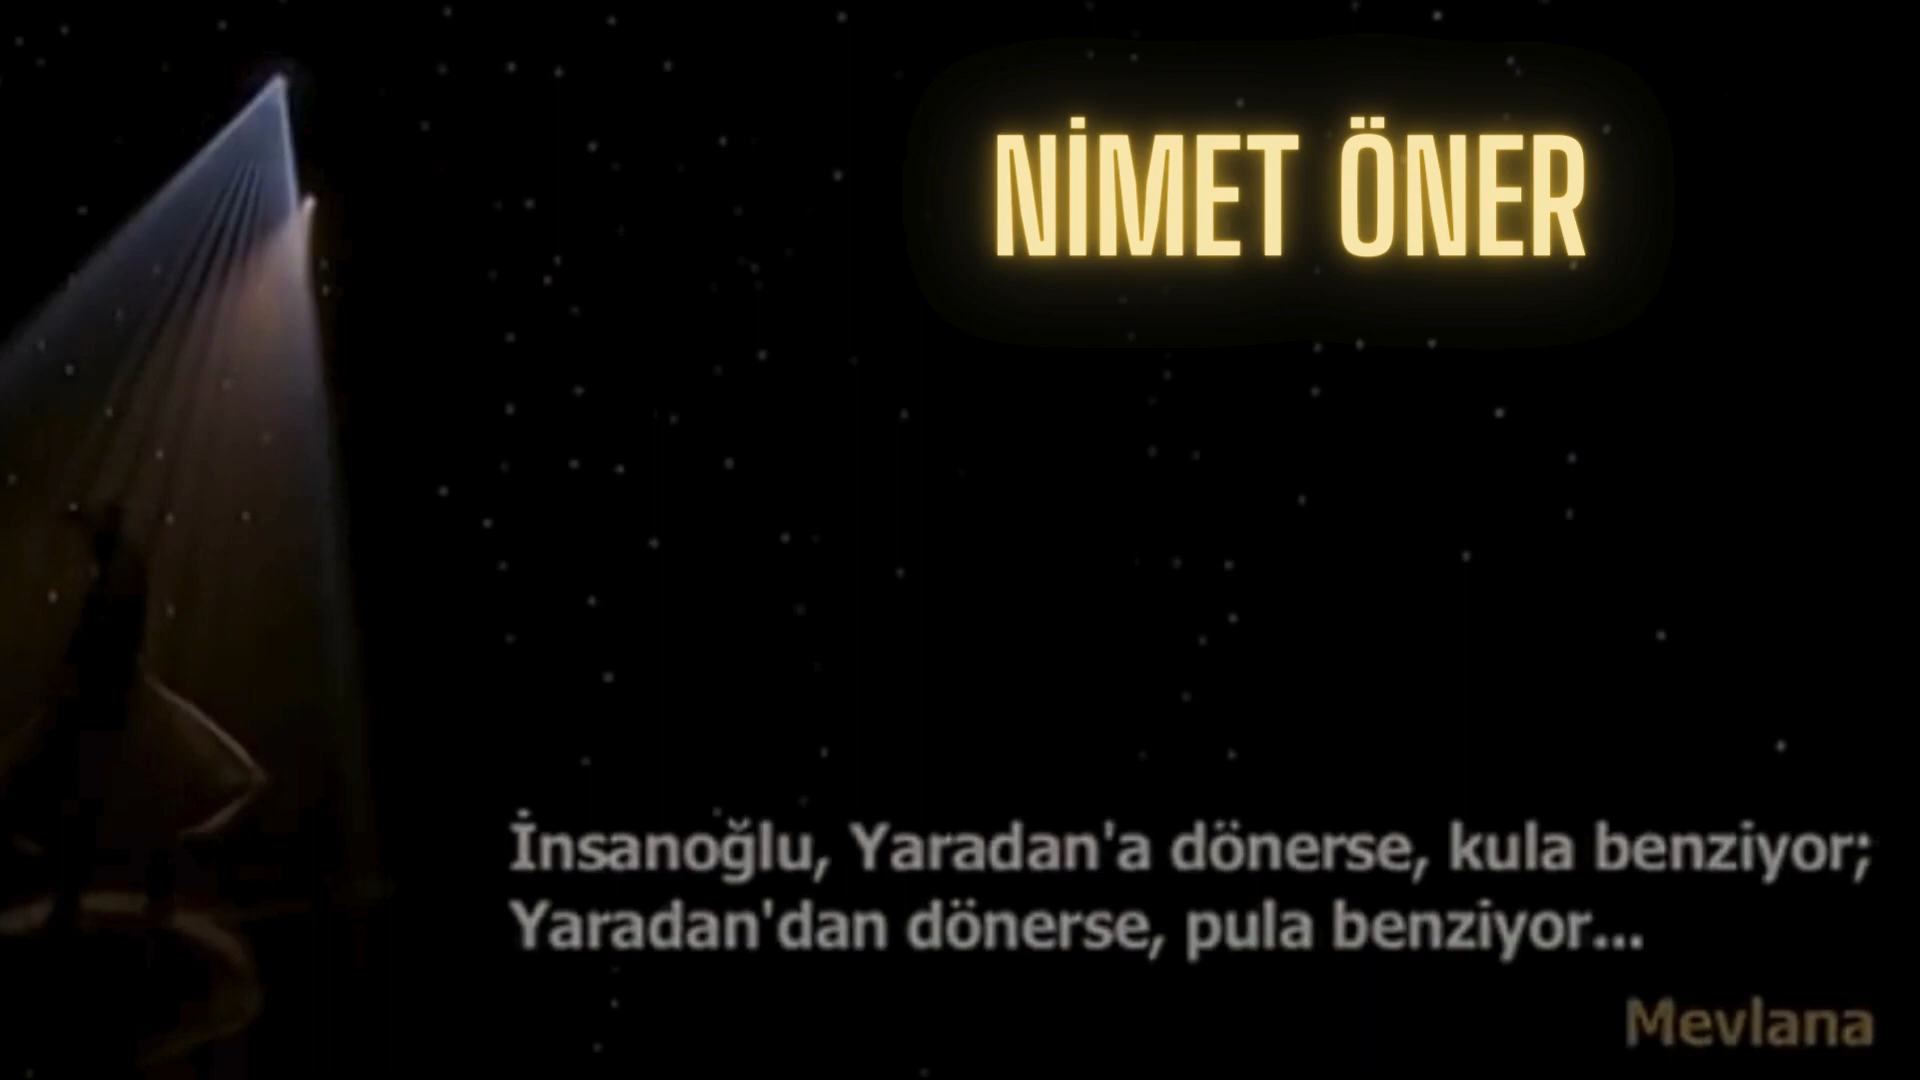 NİMET ÖNER
İnsanoğlu, Yaradan'a dönerse, kula benziyor;
Yaradan'dan dönerse, pula benziyor...
Mevlana